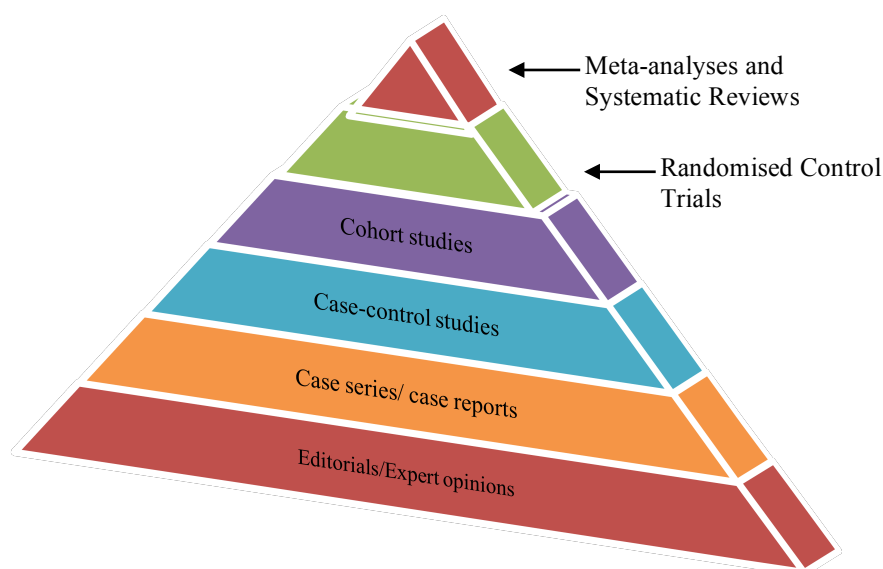 Meta-analyses and
Systematic Reviews
Randomised Control
Trials
Cohort studies
Case-control studies
Case series/ case reports
Editorials/Expert opinions